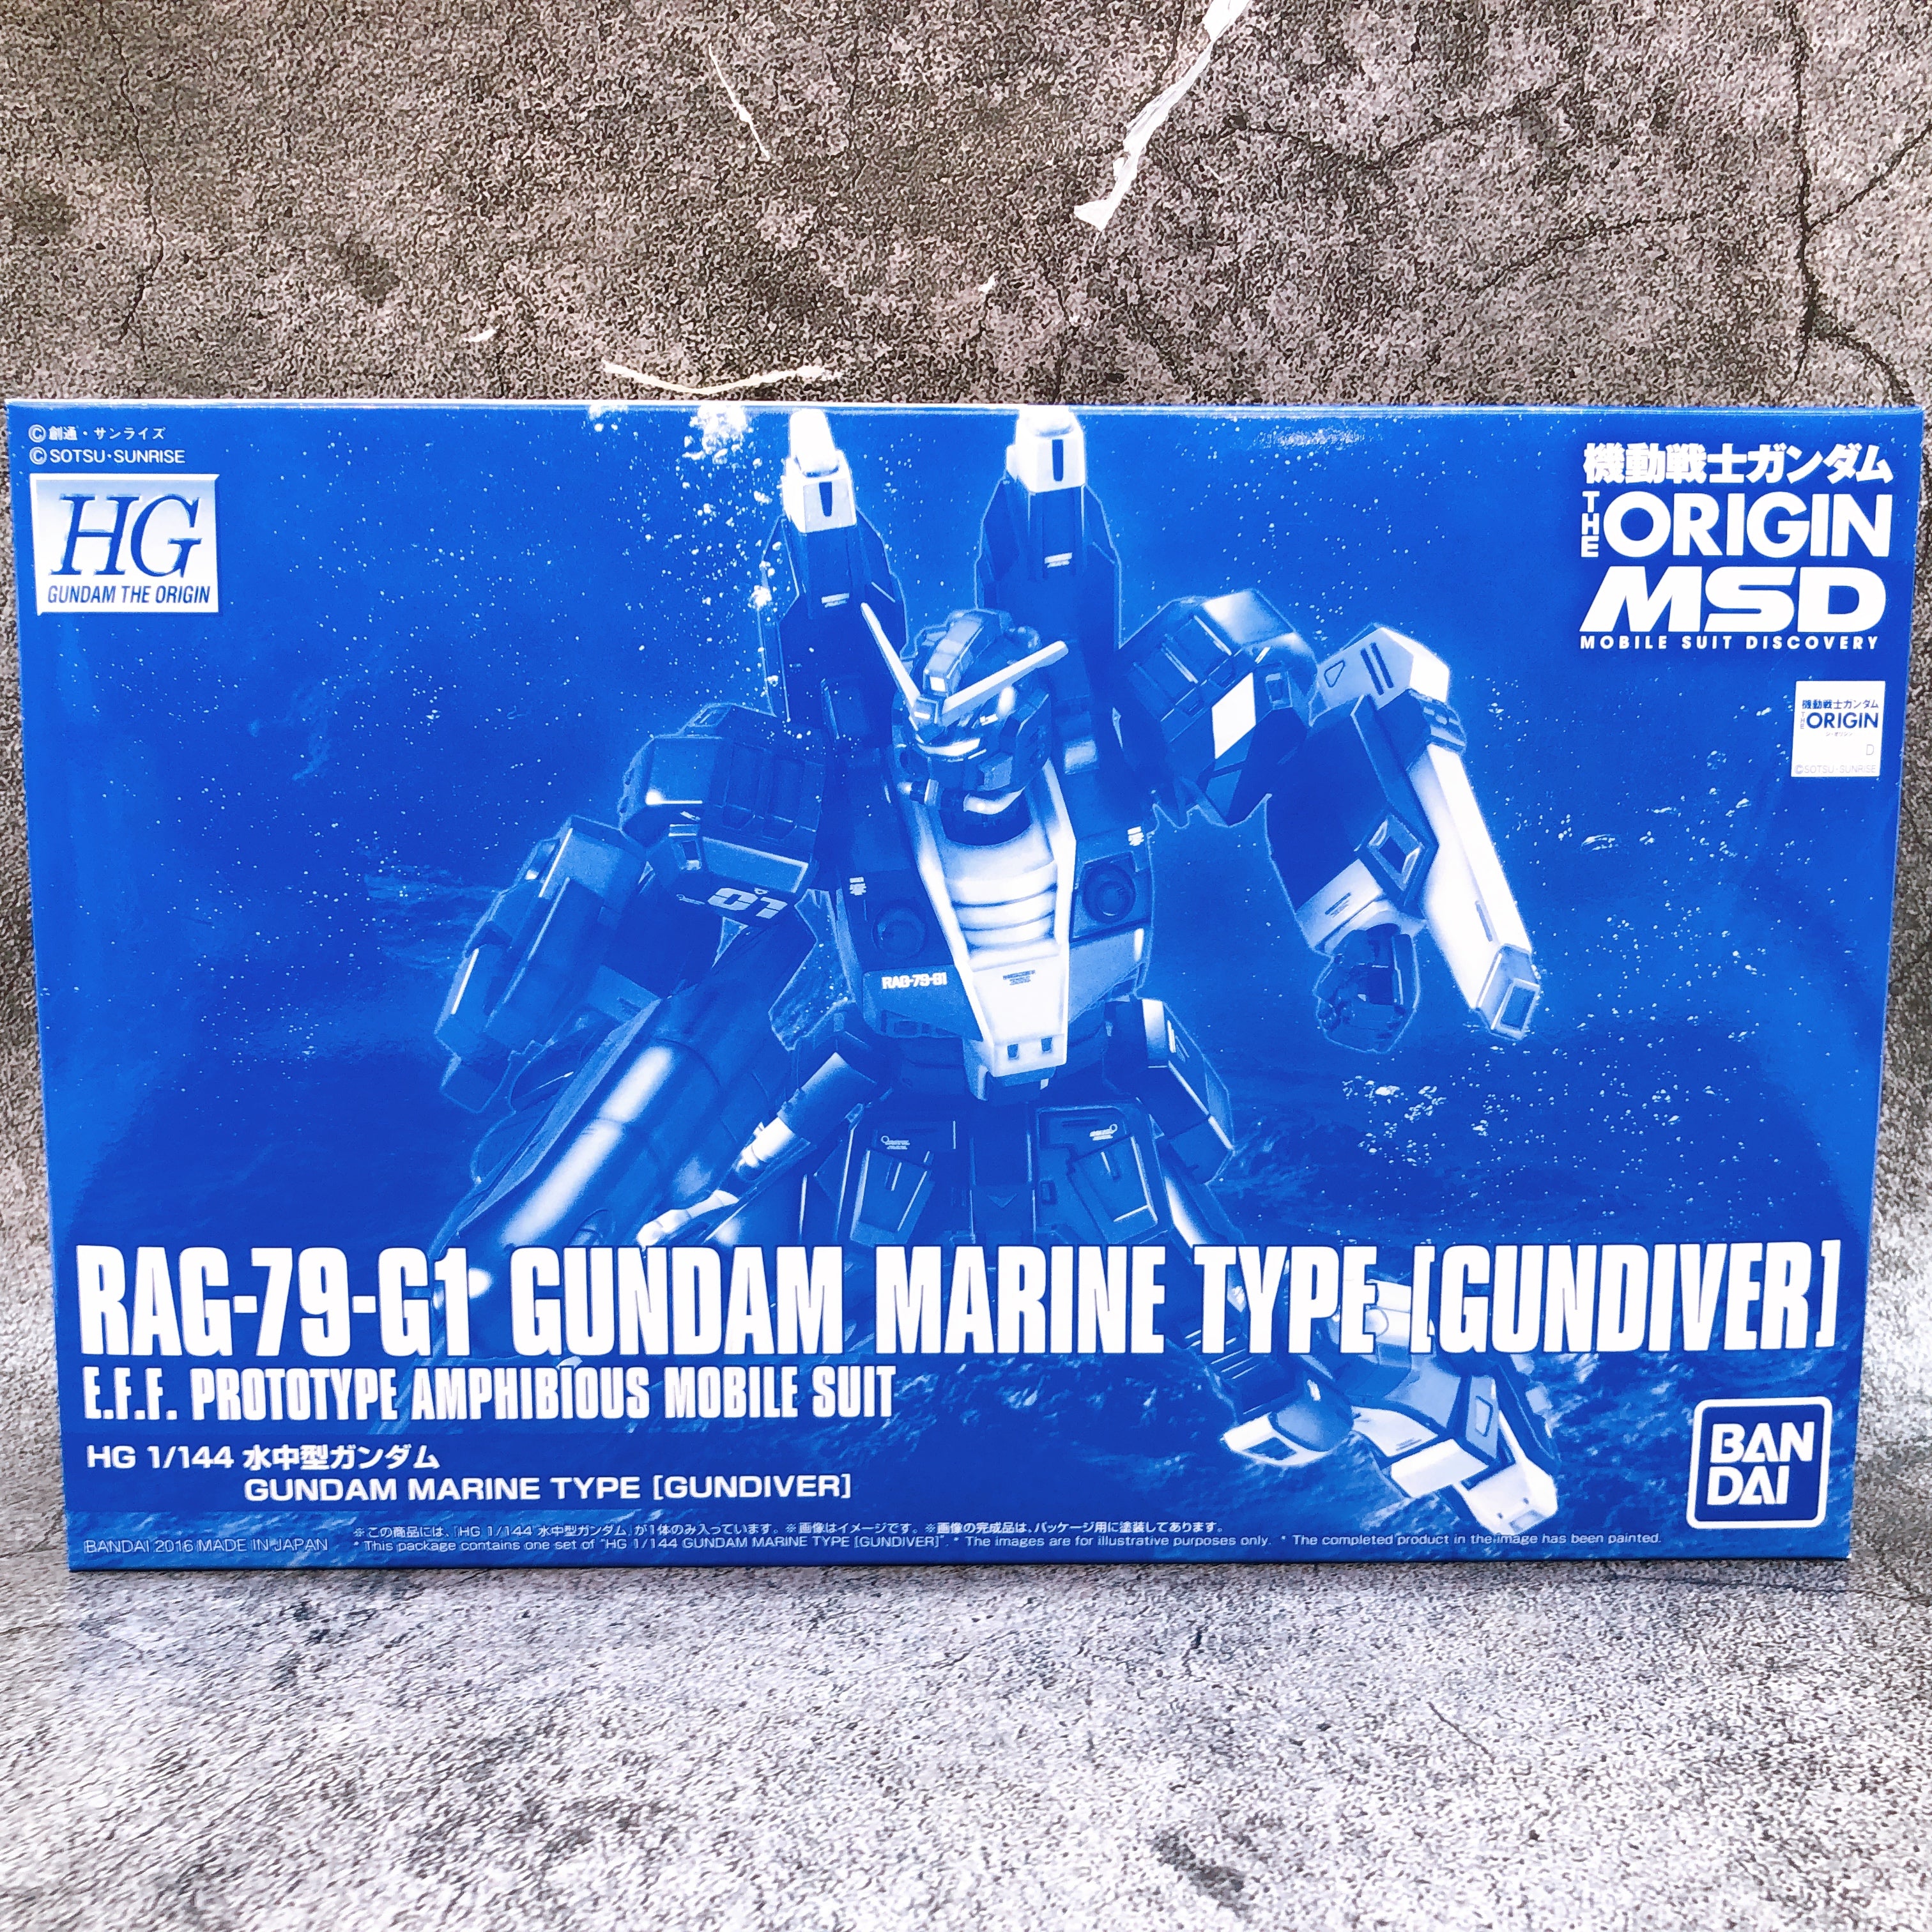 ©創通・サンライズ
©SOTSU・SUNRISE
HG
GUNDAM THE ORIGIN
機動戦士ガンダム
THE ORIGIN
MSD
MOBILE SUIT DISCOVERY
機動戦士ガンダム
THE ORIGIN
D
©SOTSU・SUNRISE
01
RAG-79-G1
RAG-79-G1 GUNDAM MARINE TYPE [GUNDIVER]
E.F.F. PROTOTYPE AMPHIBIOUS MOBILE SUIT
HG 1/144 水中型ガンダム
GUNDAM MARINE TYPE [GUNDIVER]
BAN
DAI
BANDAI 2016 MADE IN JAPAN
※この商品には、「HG 1/144 水中型ガンダム」が1体のみ入っています。※画像はイメージです。※画像の完成品は、パッケージ用に塗装してあります。
* This package contains one set of "HG 1/144 GUNDAM MARINE TYPE [GUNDIVER]". * The images are for illustrative purposes only. * The completed product in the image has been painted.